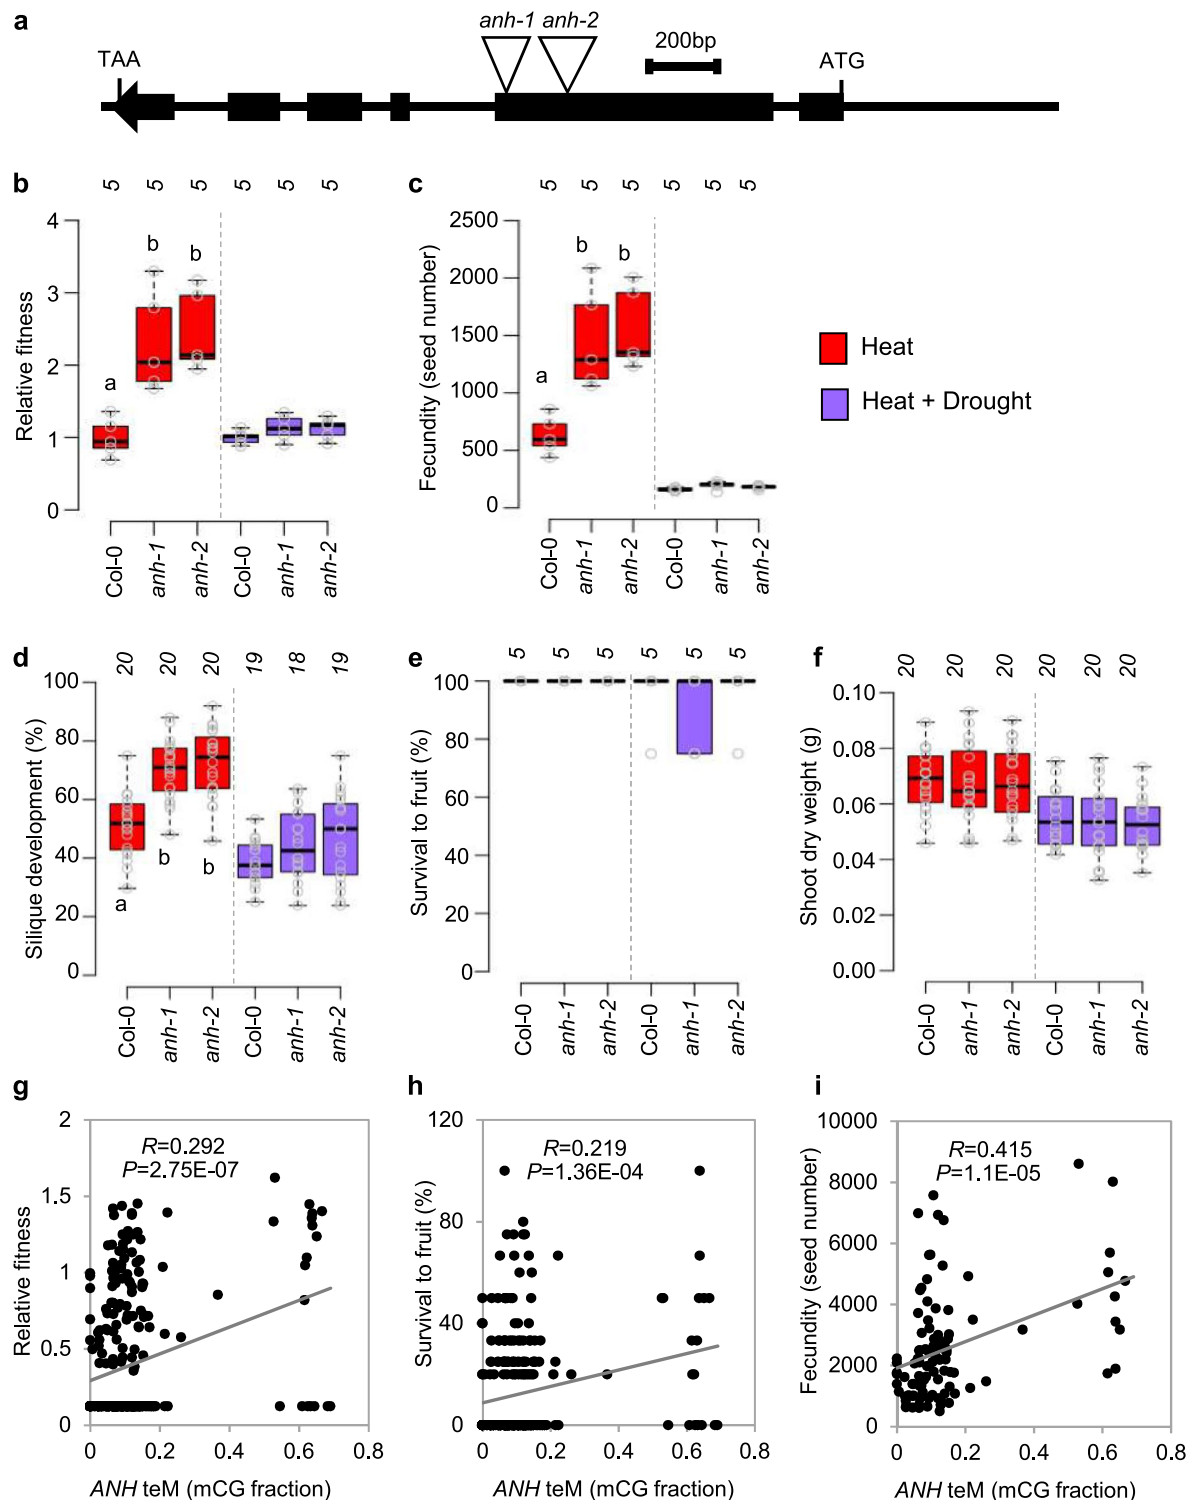 a
anh-1 anh-2
200bp
TAA
ATG
b
5 5 5 5 5 5
Relative fitness
4
3
2
1
0
a
b
b
Col-0
anh-1
anh-2
Col-0
anh-1
anh-2
c
5 5 5 5 5 5
Fecundity (seed number)
2500
2000
1500
1000
500
0
a
b
b
Col-0
anh-1
anh-2
Col-0
anh-1
anh-2
Heat
Heat + Drought
d
20 20 20 19 18 19
Silique development (%)
100
80
60
40
20
0
a
b
b
Col-0
anh-1
anh-2
Col-0
anh-1
anh-2
e
5 5 5 5 5 5
Survival to fruit (%)
100
80
60
40
20
0
Col-0
anh-1
anh-2
Col-0
anh-1
anh-2
f
20 20 20 20 20 20
Shoot dry weight (g)
0.10
0.08
0.06
0.04
0.02
0.00
Col-0
anh-1
anh-2
Col-0
anh-1
anh-2
g
R=0.292
P=2.75E-07
Relative fitness
2
1.5
1
0.5
0
0 0.2 0.4 0.6 0.8
ANH teM (mCG fraction)
h
R=0.219
P=1.36E-04
Survival to fruit (%)
120
80
40
0
0 0.2 0.4 0.6 0.8
ANH teM (mCG fraction)
i
R=0.415
P=1.1E-05
Fecundity (seed number)
10000
8000
6000
4000
2000
0
0 0.2 0.4 0.6 0.8
ANH teM (mCG fraction)